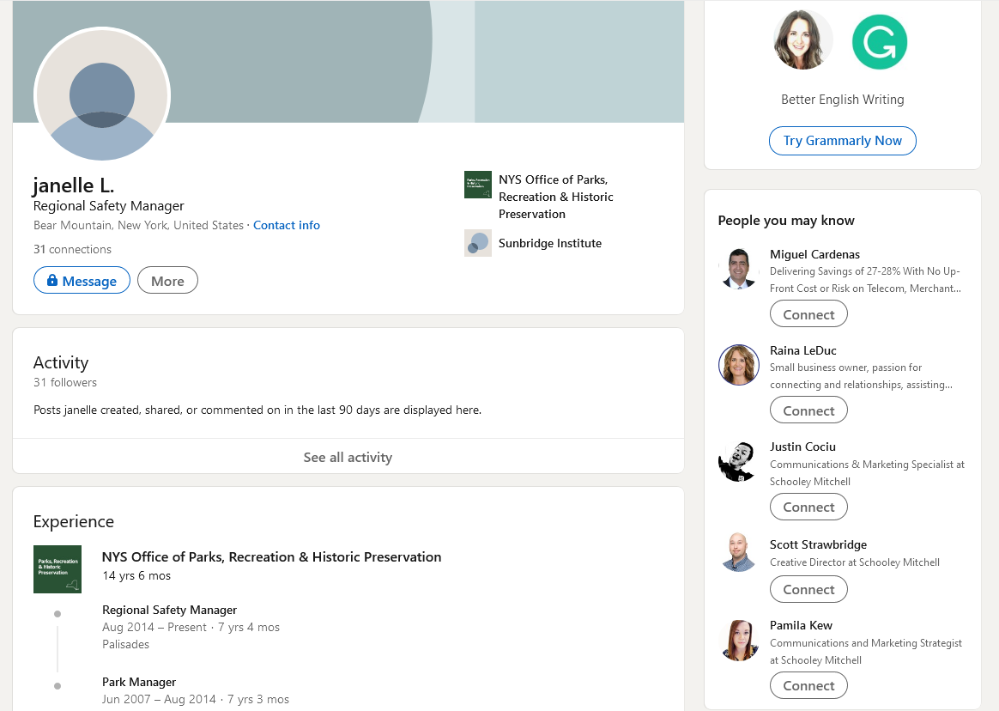 janelle L.
Regional Safety Manager
Bear Mountain, New York, United States · Contact info
31 connections
Message
More
NYS Office of Parks,
Recreation & Historic
Preservation
Sunbridge Institute
Activity
31 followers
Posts janelle created, shared, or commented on in the last 90 days are displayed here.
See all activity
Experience
Parks, Recreation
& Historic
Preservation
NYS Office of Parks, Recreation & Historic Preservation
14 yrs 6 mos
Regional Safety Manager
Aug 2014 – Present · 7 yrs 4 mos
Palisades
Park Manager
Jun 2007 – Aug 2014 · 7 yrs 3 mos
Better English Writing
Try Grammarly Now
People you may know
Miguel Cardenas
Delivering Savings of 27-28% With No Up-
Front Cost or Risk on Telecom, Merchant...
Connect
Raina LeDuc
Small business owner, passion for
connecting and relationships, assisting...
Connect
Justin Cociu
Communications & Marketing Specialist at
Schooley Mitchell
Connect
Scott Strawbridge
Creative Director at Schooley Mitchell
Connect
Pamila Kew
Communications and Marketing Strategist
at Schooley Mitchell
Connect